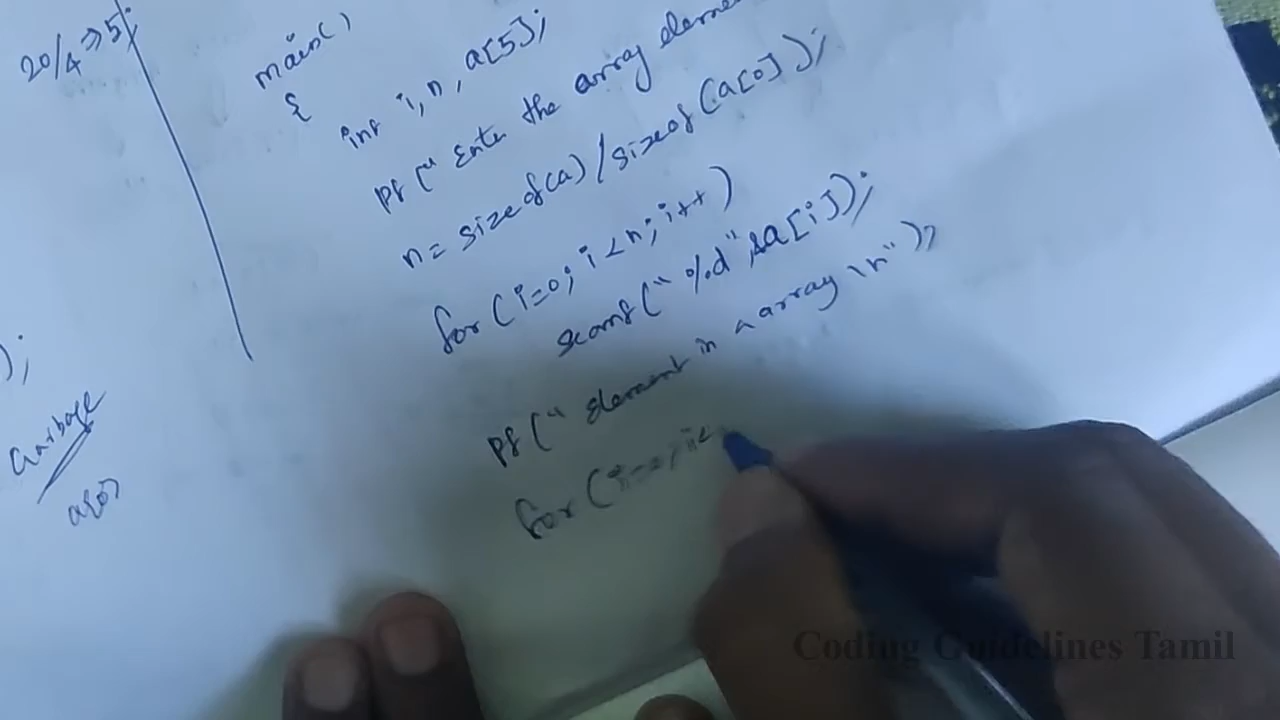 20/4 => 5;
main()
{
int i, n, a[5];
pf (" Enter the array eleme
n = sizeof(a) / sizeof (a[0] );
for ( i=0; i<n; i++ )
scanf (" %d", &a[i]);
pf (" element in a array \n");
for ( i=0; i<
);
Garbage
a[0]
Coding Guidelines Tamil